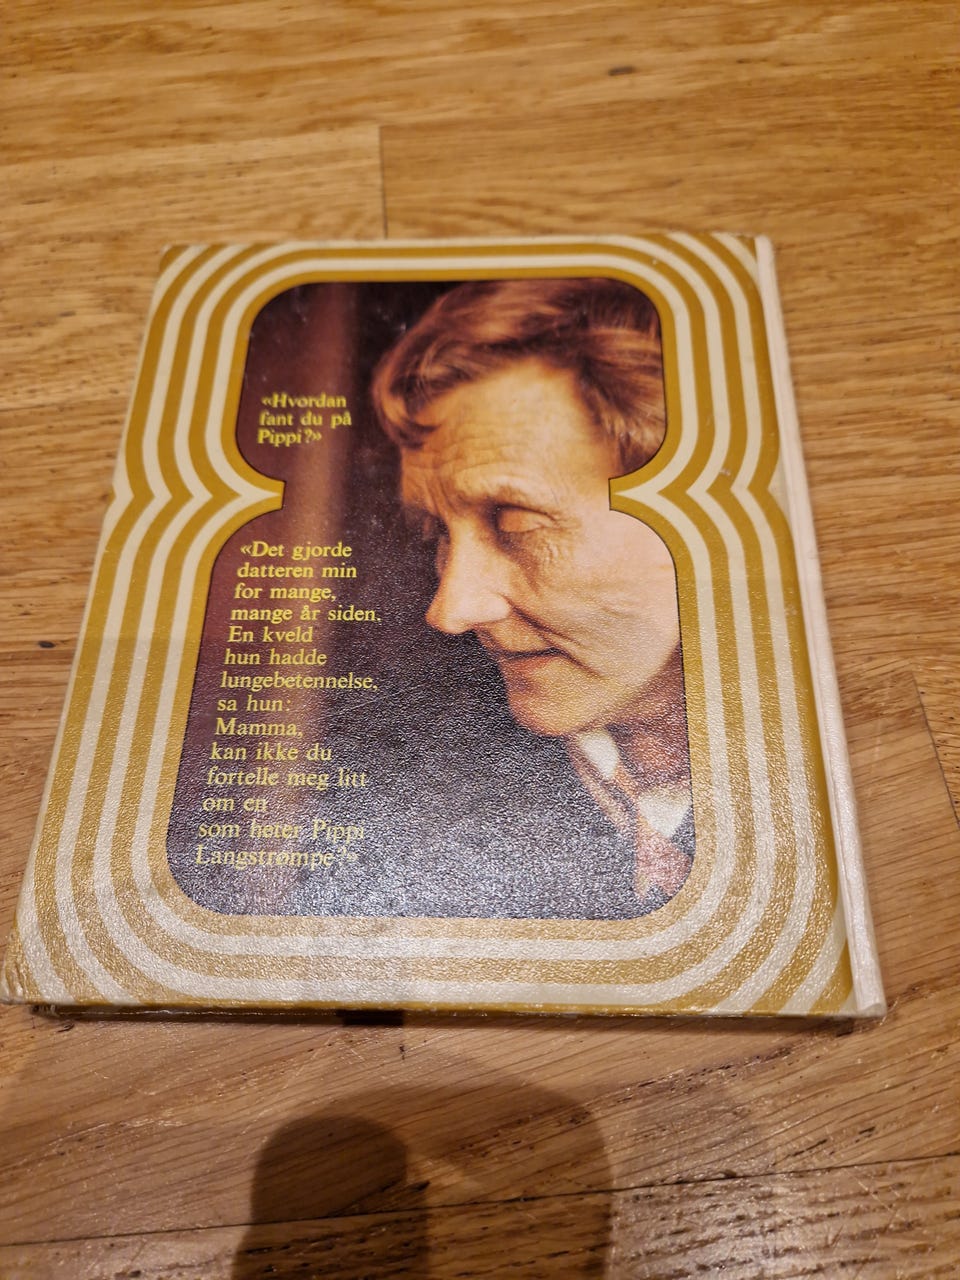 «Hvordan
fant du på
Pippi?»
«Det gjorde
datteren min
for mange,
mange år siden.
En kveld
hun hadde
lungebetennelse,
sa hun:
Mamma,
kan ikke du
fortelle meg litt
om en
som heter Pippi
Langstrømpe?»